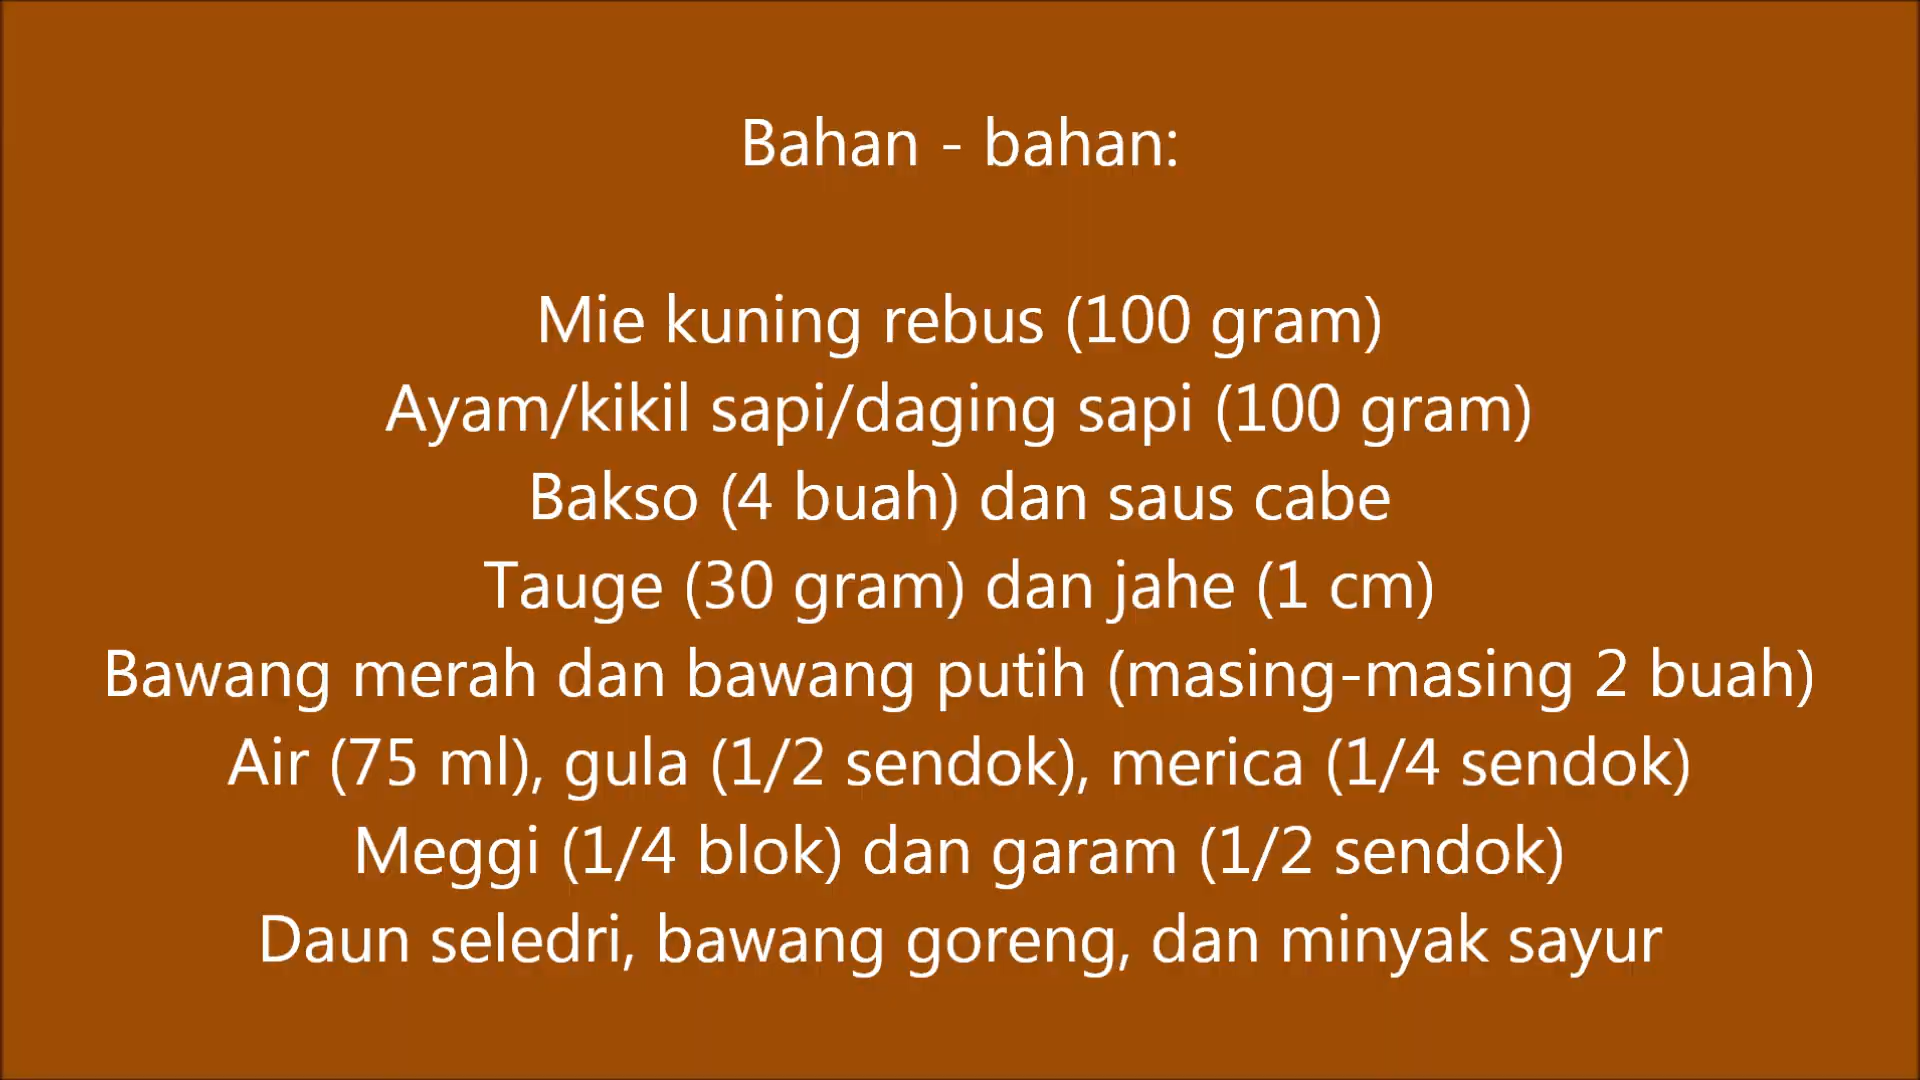 Bahan - bahan:
Mie kuning rebus (100 gram)
Ayam/kikil sapi/daging sapi (100 gram)
Bakso (4 buah) dan saus cabe
Tauge (30 gram) dan jahe (1 cm)
Bawang merah dan bawang putih (masing-masing 2 buah)
Air (75 ml), gula (1/2 sendok), merica (1/4 sendok)
Meggi (1/4 blok) dan garam (1/2 sendok)
Daun seledri, bawang goreng, dan minyak sayur